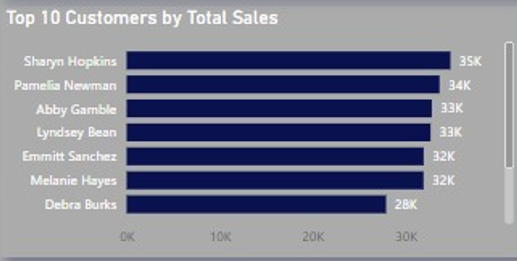 Top 10 Customers by Total Sales
Sharyn Hopkins 35K
Pamelia Newman 34K
Abby Gamble 33K
Lyndsey Bean 33K
Emmitt Sanchez 32K
Melanie Hayes 32K
Debra Burks 28K
0K 10K 20K 30K